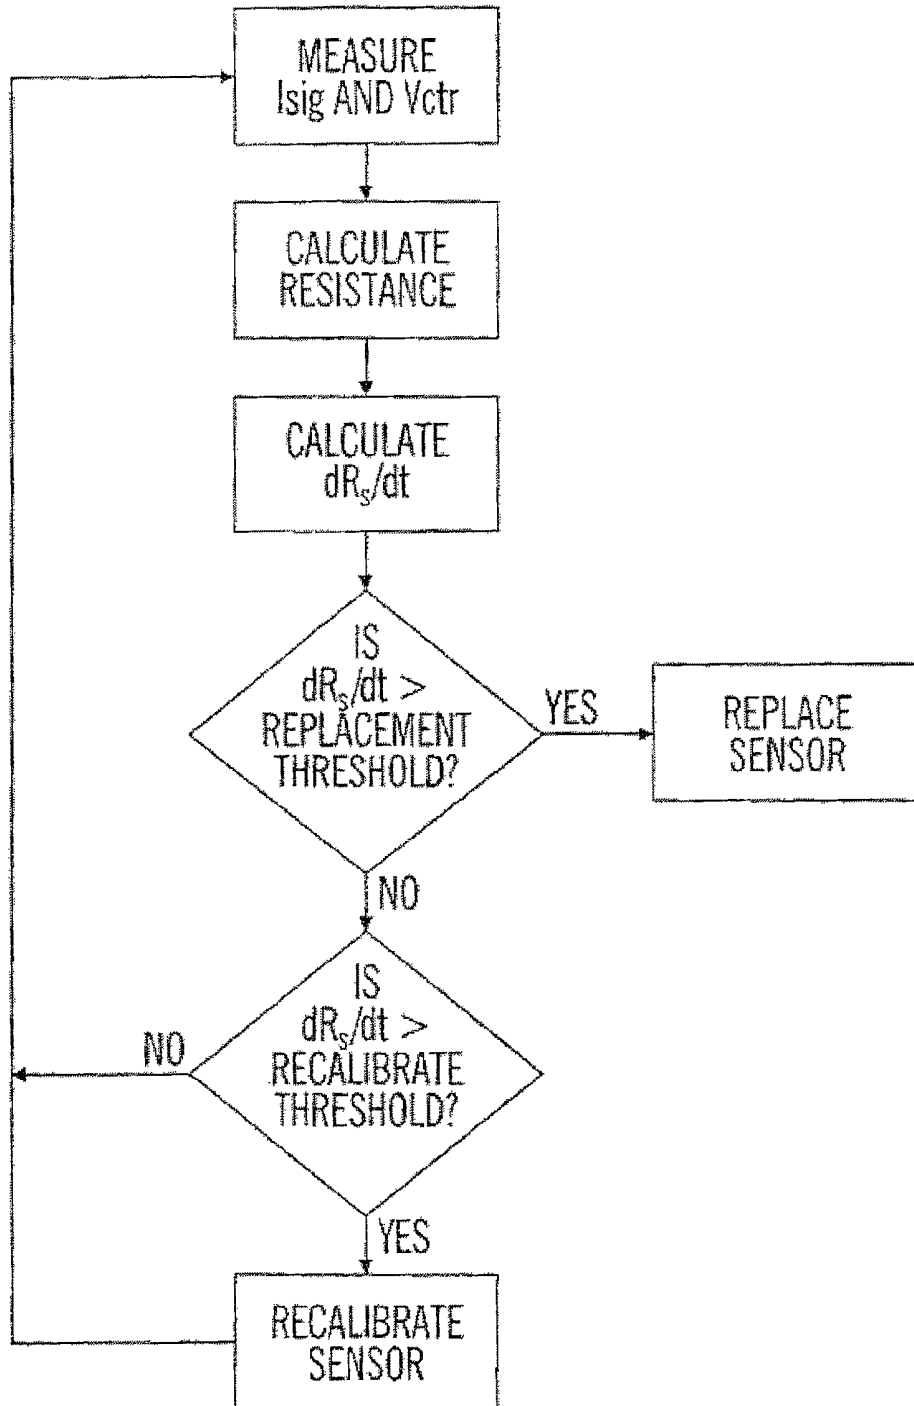 MEASURE
Isig AND Vctr
CALCULATE
RESISTANCE
CALCULATE
dRs/dt
IS
dRs/dt >
REPLACEMENT
THRESHOLD?
YES
REPLACE
SENSOR
NO
IS
dRs/dt >
RECALIBRATE
THRESHOLD?
NO
YES
RECALIBRATE
SENSOR